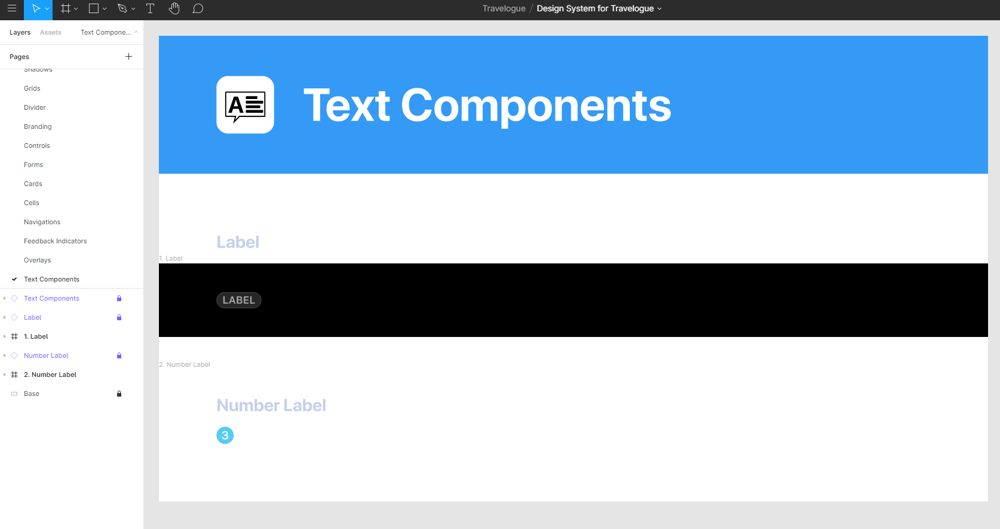 Travelogue / Design System for Travelogue
Layers Assets Text Compone...
Pages
Shadows
Grids
Divider
Branding
Controls
Forms
Cards
Cells
Navigations
Feedback Indicators
Overlays
Text Components
Text Components
Label
1. Label
Number Label
2. Number Label
Base
A
Text Components
Label
1. Label
LABEL
2. Number Label
Number Label
3